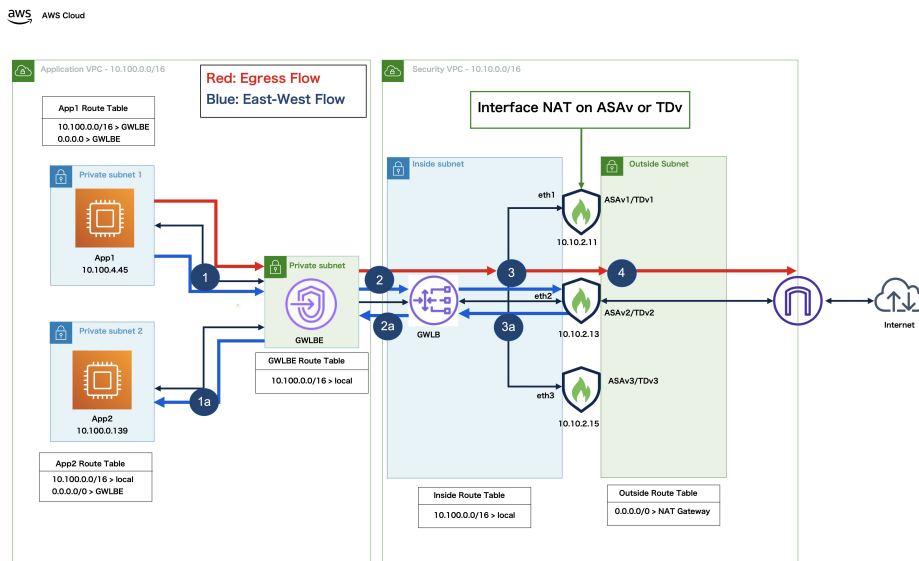 aws
AWS Cloud
Application VPC - 10.100.0.0/16
Red: Egress Flow
Blue: East-West Flow
Security VPC - 10.10.0.0/16
Interface NAT on ASAv or TDv
App1 Route Table
10.100.0.0/16 > GWLBE
0.0.0.0 > GWLBE
Private subnet 1
App1
10.100.4.45
Private subnet 2
App2
10.100.0.139
App2 Route Table
10.100.0.0/16 > local
0.0.0.0/0 > GWLBE
1
1a
Private subnet
GWLBE
GWLBE Route Table
10.100.0.0/16 > local
2
2a
Inside subnet
GWLB
3
3a
eth1
eth2
eth3
Outside Subnet
ASAv1/TDv1
10.10.2.11
4
ASAv2/TDv2
10.10.2.13
ASAv3/TDv3
10.10.2.15
Inside Route Table
10.100.0.0/16 > local
Outside Route Table
0.0.0.0/0 > NAT Gateway
Internet